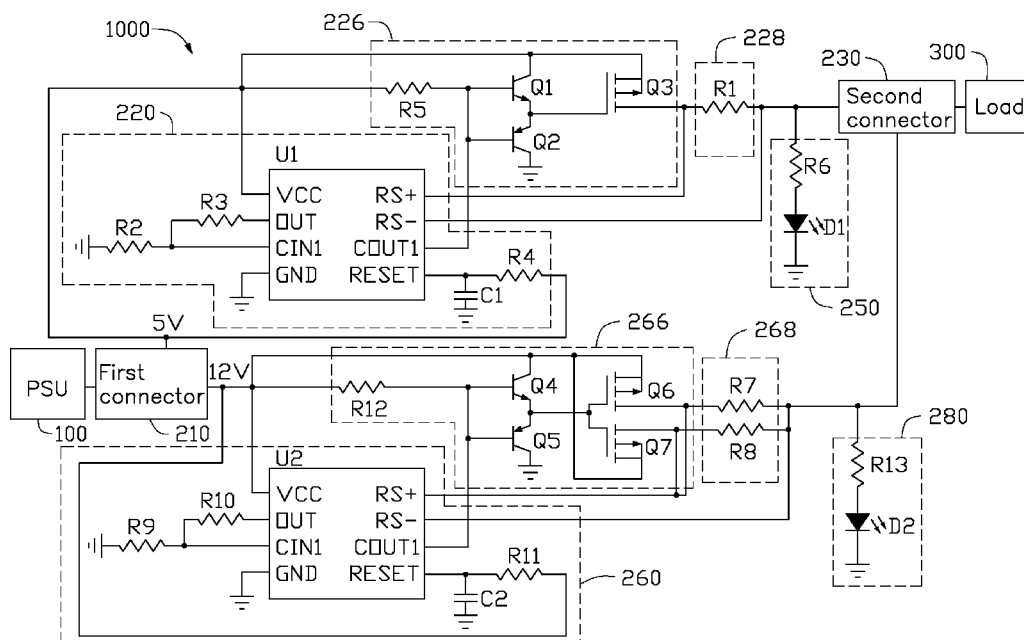 1000
226
228
230
300
Q1
Q3
R1
Second
connector
Load
R5
220
Q2
R6
U1
VCC
RS+
R3
OUT
RS-
D1
R2
CIN1
COUT1
R4
GND
RESET
C1
250
5V
266
268
PSU
First
connector
12V
Q4
Q6
R7
R12
100
210
Q5
Q7
R8
280
U2
R13
VCC
RS+
R10
OUT
RS-
D2
R9
CIN1
COUT1
R11
GND
RESET
260
C2